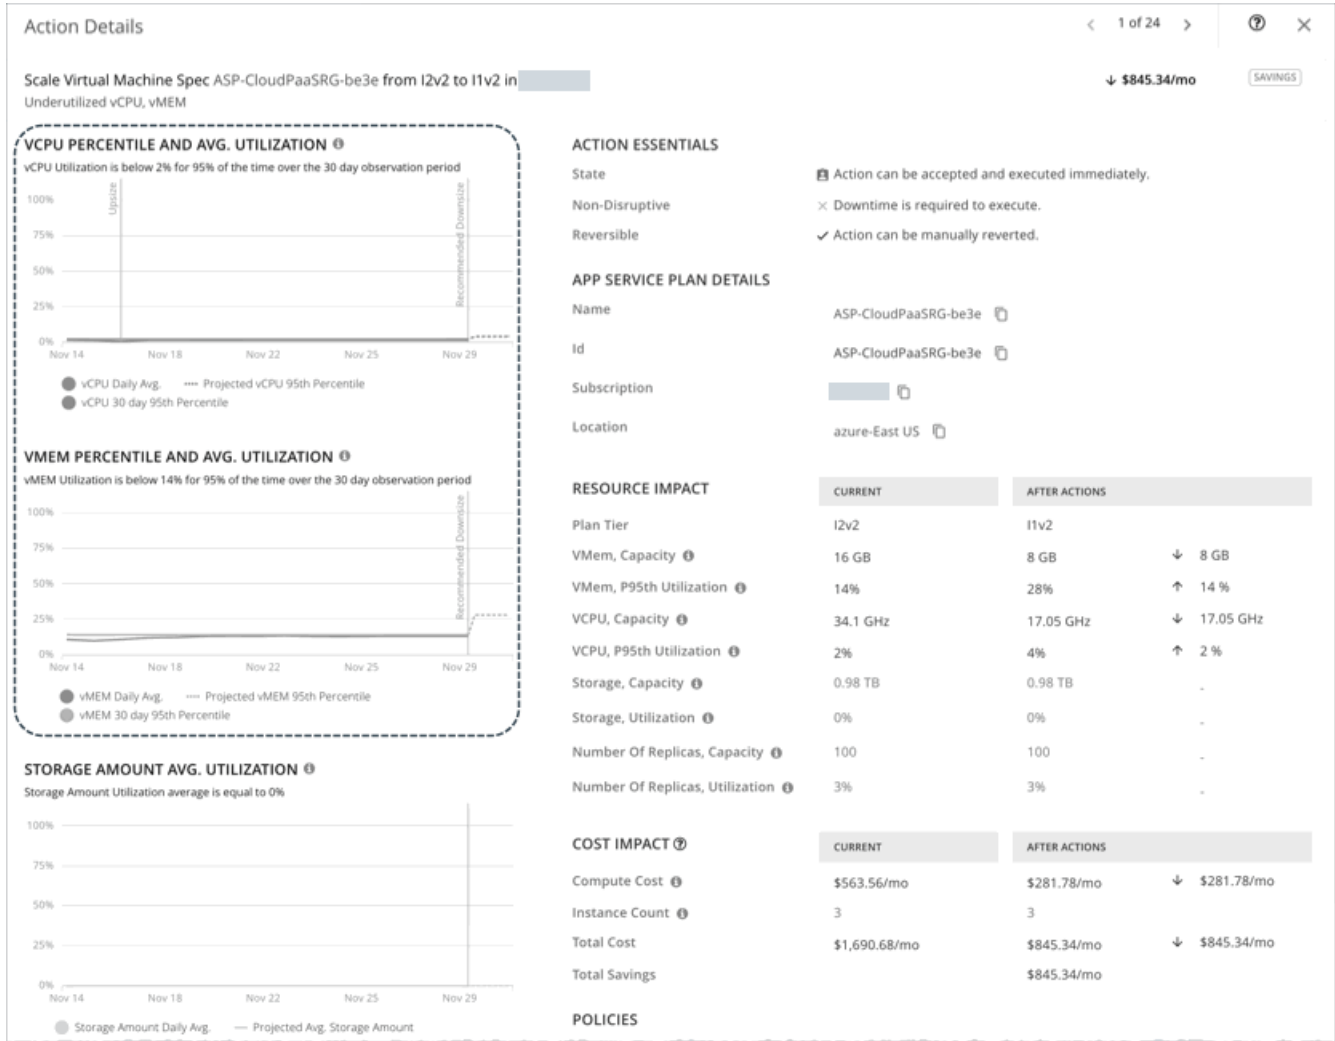 Action Details
1 of 24
Scale Virtual Machine Spec ASP-CloudPaaSRG-be3e from I2v2 to I1v2 in
↓ $845.34/mo
SAVINGS
Underutilized vCPU, vMEM
VCPU PERCENTILE AND AVG. UTILIZATION
vCPU Utilization is below 2% for 95% of the time over the 30 day observation period
Upsize
Recommended Downsize
100%
75%
50%
25%
0%
Nov 14 Nov 18 Nov 22 Nov 25 Nov 29
vCPU Daily Avg. Projected vCPU 95th Percentile
vCPU 30 day 95th Percentile
VMEM PERCENTILE AND AVG. UTILIZATION
vMEM Utilization is below 14% for 95% of the time over the 30 day observation period
Recommended Downsize
100%
75%
50%
25%
0%
Nov 14 Nov 18 Nov 22 Nov 25 Nov 29
vMEM Daily Avg. Projected vMEM 95th Percentile
vMEM 30 day 95th Percentile
STORAGE AMOUNT AVG. UTILIZATION
Storage Amount Utilization average is equal to 0%
100%
75%
50%
25%
0%
Nov 14 Nov 18 Nov 22 Nov 25 Nov 29
Storage Amount Daily Avg. Projected Avg. Storage Amount
ACTION ESSENTIALS
State Action can be accepted and executed immediately.
Non-Disruptive Downtime is required to execute.
Reversible Action can be manually reverted.
APP SERVICE PLAN DETAILS
Name ASP-CloudPaaSRG-be3e
Id ASP-CloudPaaSRG-be3e
Subscription
Location azure-East US
RESOURCE IMPACT CURRENT AFTER ACTIONS
Plan Tier I2v2 I1v2
VMem, Capacity 16 GB 8 GB ↓ 8 GB
VMem, P95th Utilization 14% 28% ↑ 14 %
VCPU, Capacity 34.1 GHz 17.05 GHz ↓ 17.05 GHz
VCPU, P95th Utilization 2% 4% ↑ 2 %
Storage, Capacity 0.98 TB 0.98 TB -
Storage, Utilization 0% 0% -
Number Of Replicas, Capacity 100 100 -
Number Of Replicas, Utilization 3% 3% -
COST IMPACT CURRENT AFTER ACTIONS
Compute Cost $563.56/mo $281.78/mo ↓ $281.78/mo
Instance Count 3 3
Total Cost $1,690.68/mo $845.34/mo ↓ $845.34/mo
Total Savings $845.34/mo
POLICIES